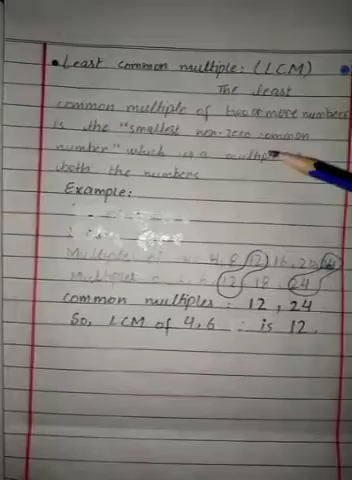 • Least common multiple: (LCM)
The least
common multiple of two or more numbers
is the "smallest non-zero common
number" which is a multiple
both the numbers
Example:
Multiples of 4, 8, 12, 16, 20, 24
Multiples 12, 18, 24
common multiples: 12, 24
So, LCM of 4,6 : is 12.